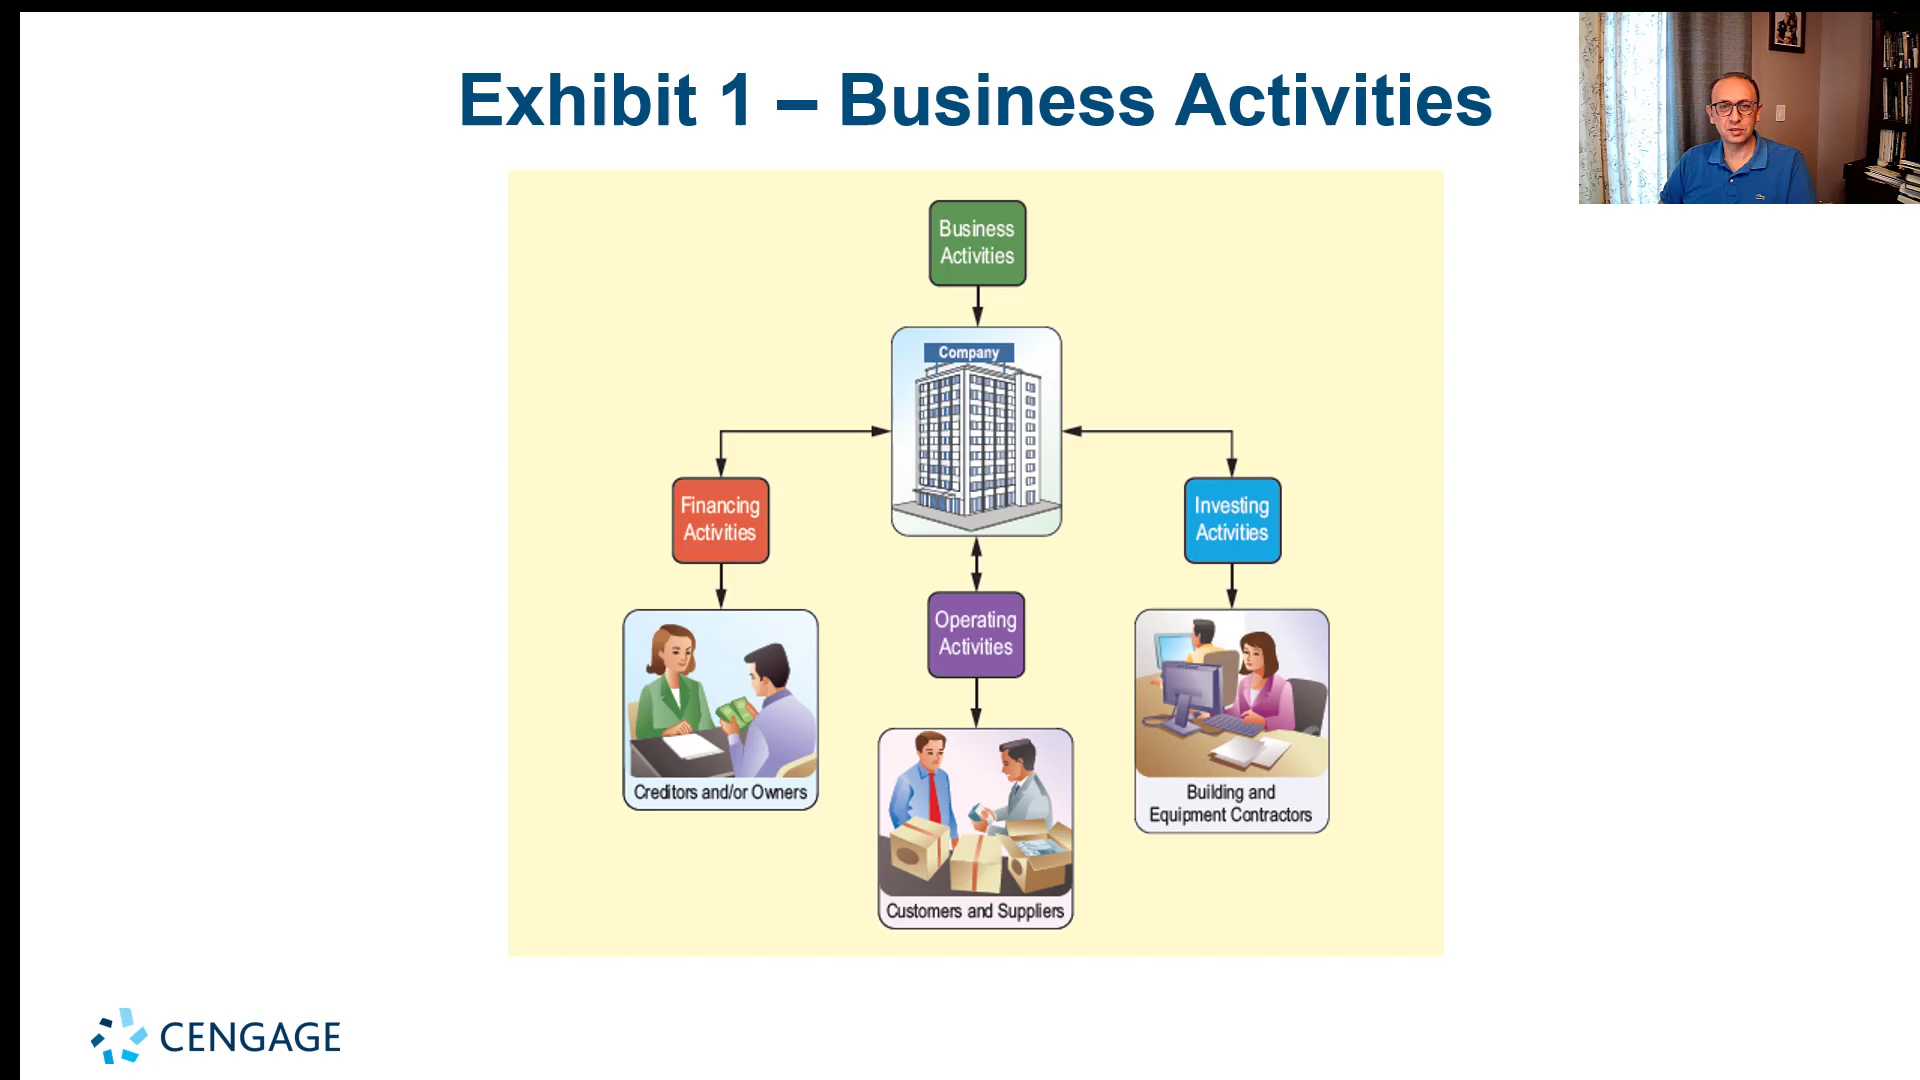 Exhibit 1 – Business Activities
Business
Activities
Company
Financing
Activities
Investing
Activities
Operating
Activities
Creditors and/or Owners
Building and
Equipment Contractors
Customers and Suppliers
CENGAGE